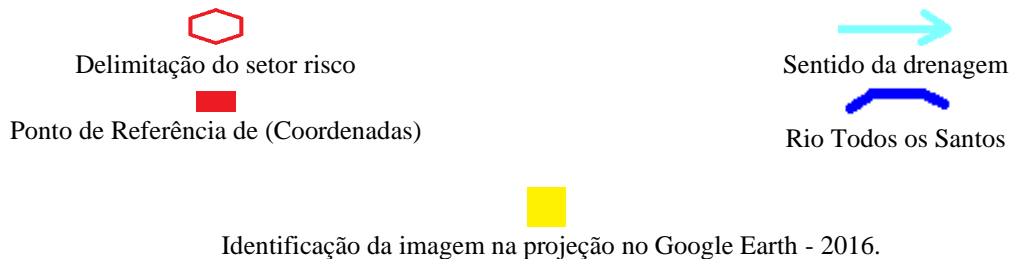 Delimitação do setor risco
Sentido da drenagem
Ponto de Referência de (Coordenadas)
Rio Todos os Santos
Identificação da imagem na projeção no Google Earth - 2016.